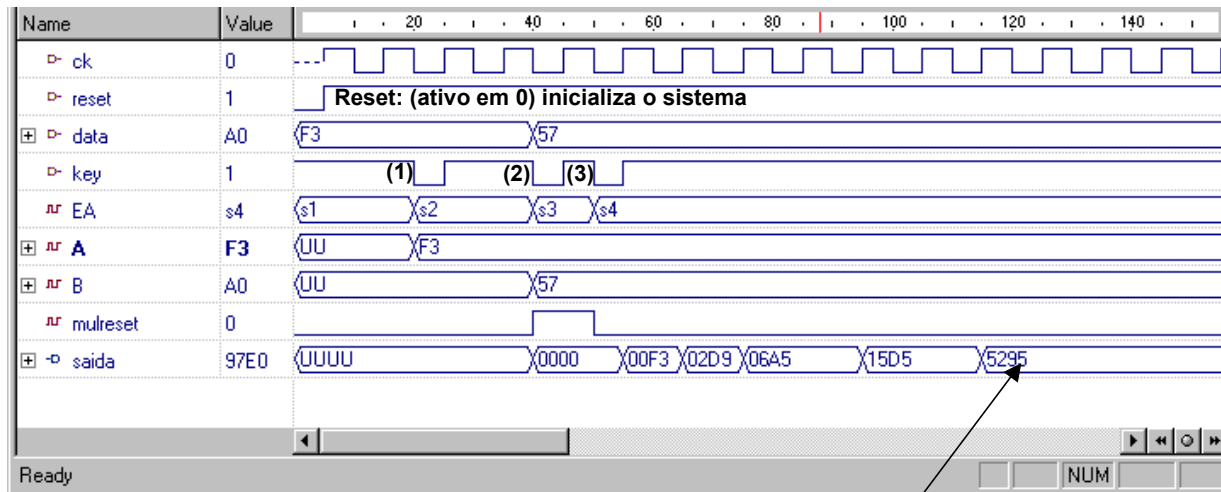 Name Value 20 40 60 80 100 120 140
ck 0
reset 1 Reset: (ativo em 0) inicializa o sistema
data A0 F3 57
key 1 (1) (2) (3)
EA s4 s1 s2 s3 s4
A F3 UU F3
B A0 UU 57
mulreset 0
saida 97E0 UUUU 0000 00F3 02D9 06A5 15D5 5295
Ready NUM